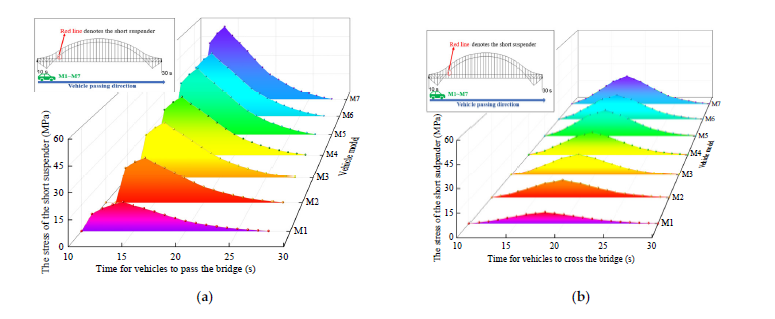 Red line denotes the short suspender
10 s
30 s
M1~M7
Vehicle passing direction
The stress of the short suspender (MPa)
60
45
30
15
0
10
15
20
25
30
Time for vehicles to pass the bridge (s)
M7
M6
M5
M4
M3
M2
M1
Vehicle model
(a)
Red line denotes the short suspender
10 s
30 s
M1~M7
Vehicle passing direction
The stress of the short suspender (MPa)
60
45
30
15
0
10
15
20
25
30
Time for vehicles to cross the bridge (s)
M7
M6
M5
M4
M3
M2
M1
Vehicle model
(b)